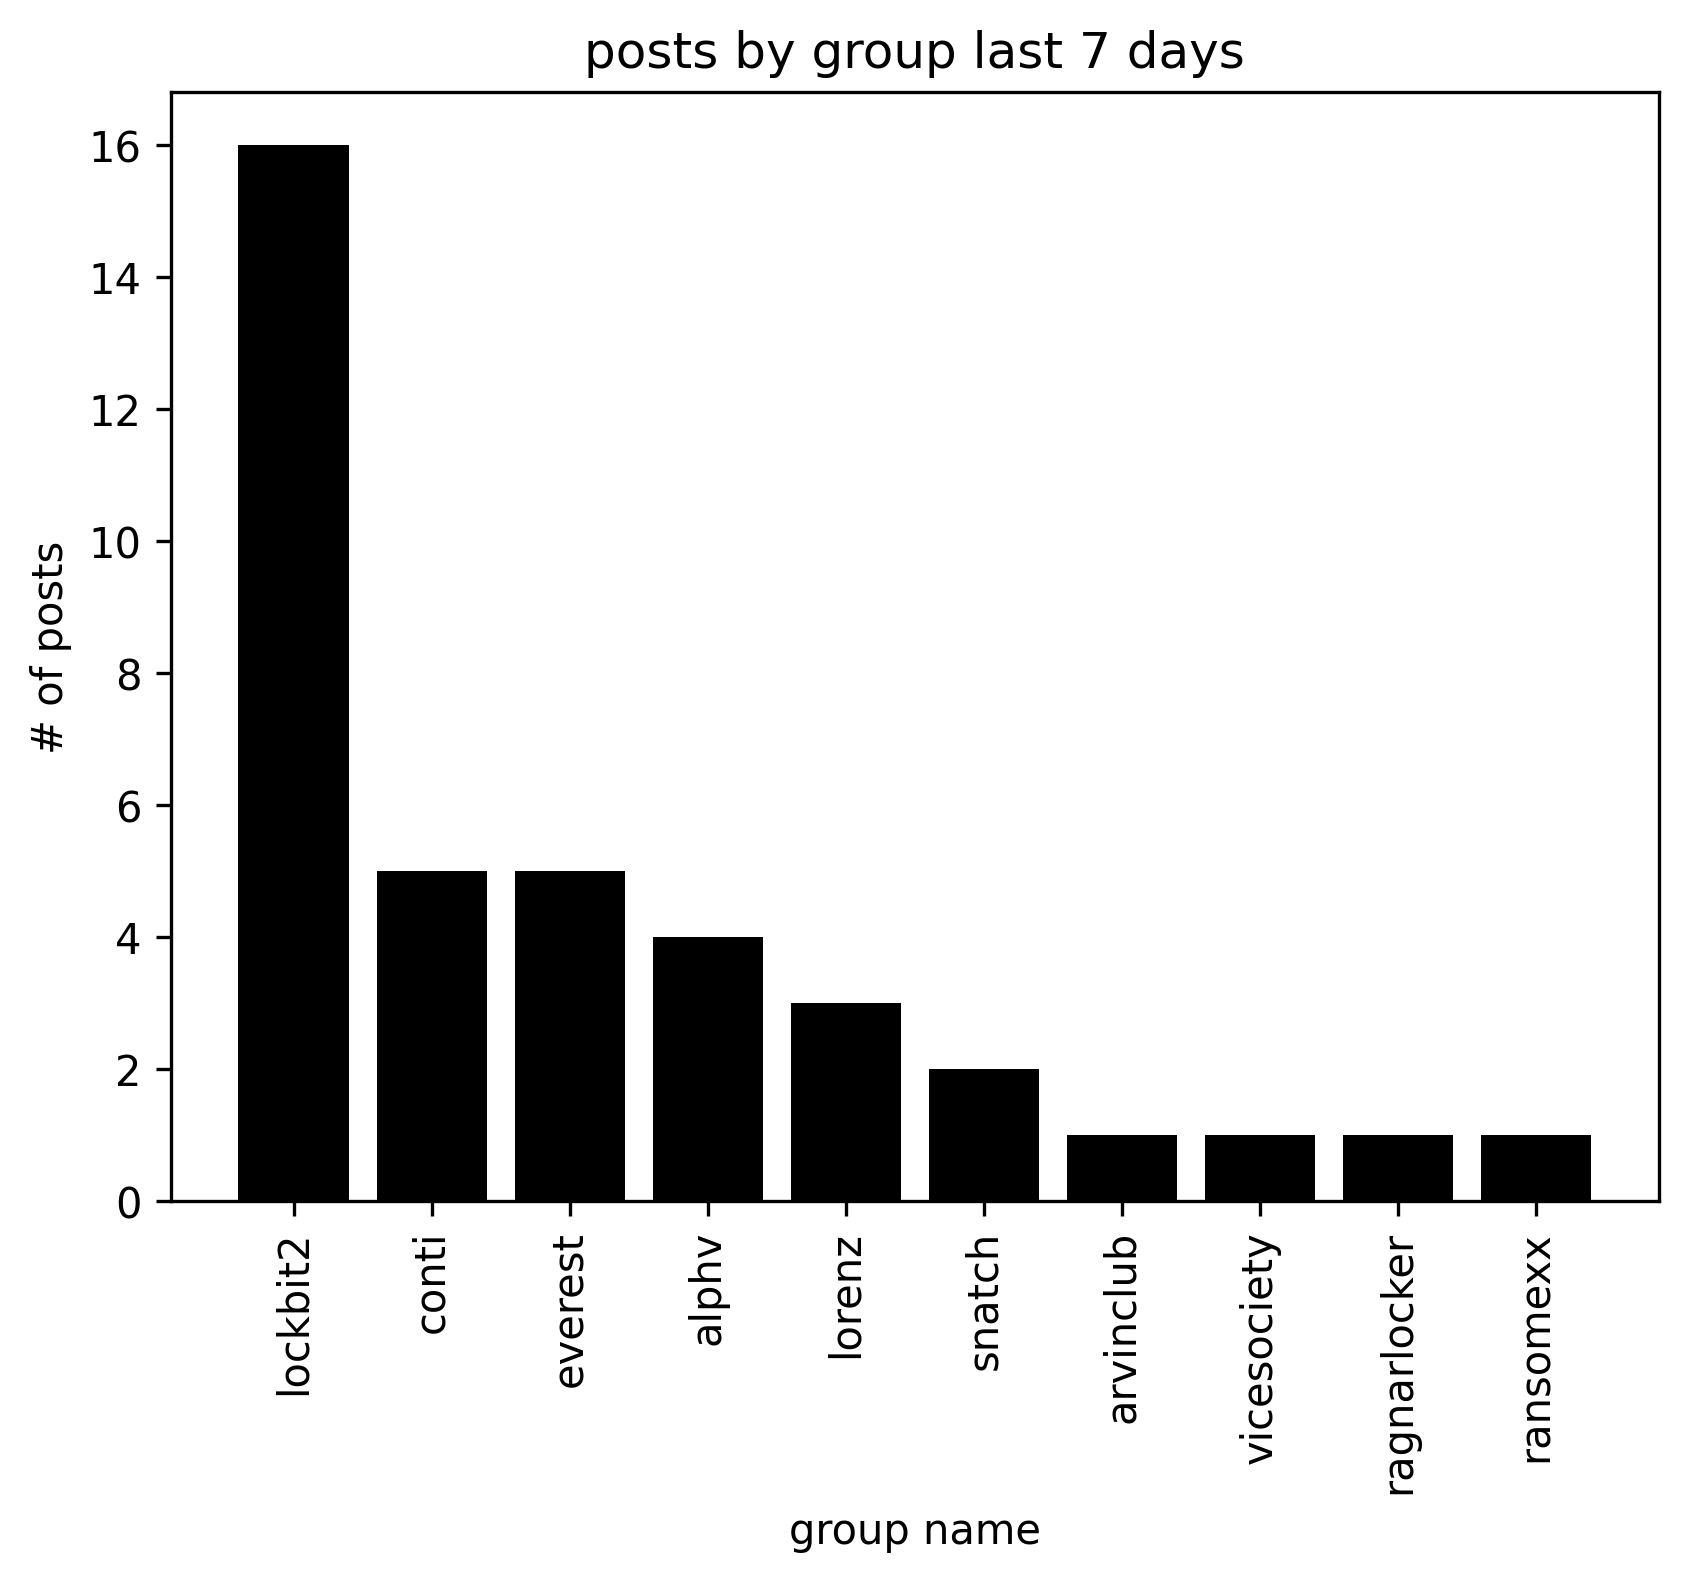 posts by group last 7 days
# of posts
16
14
12
10
8
6
4
2
0
lockbit2
conti
everest
alphv
lorenz
snatch
arvinclub
vicesociety
ragnarlocker
ransomexx
group name